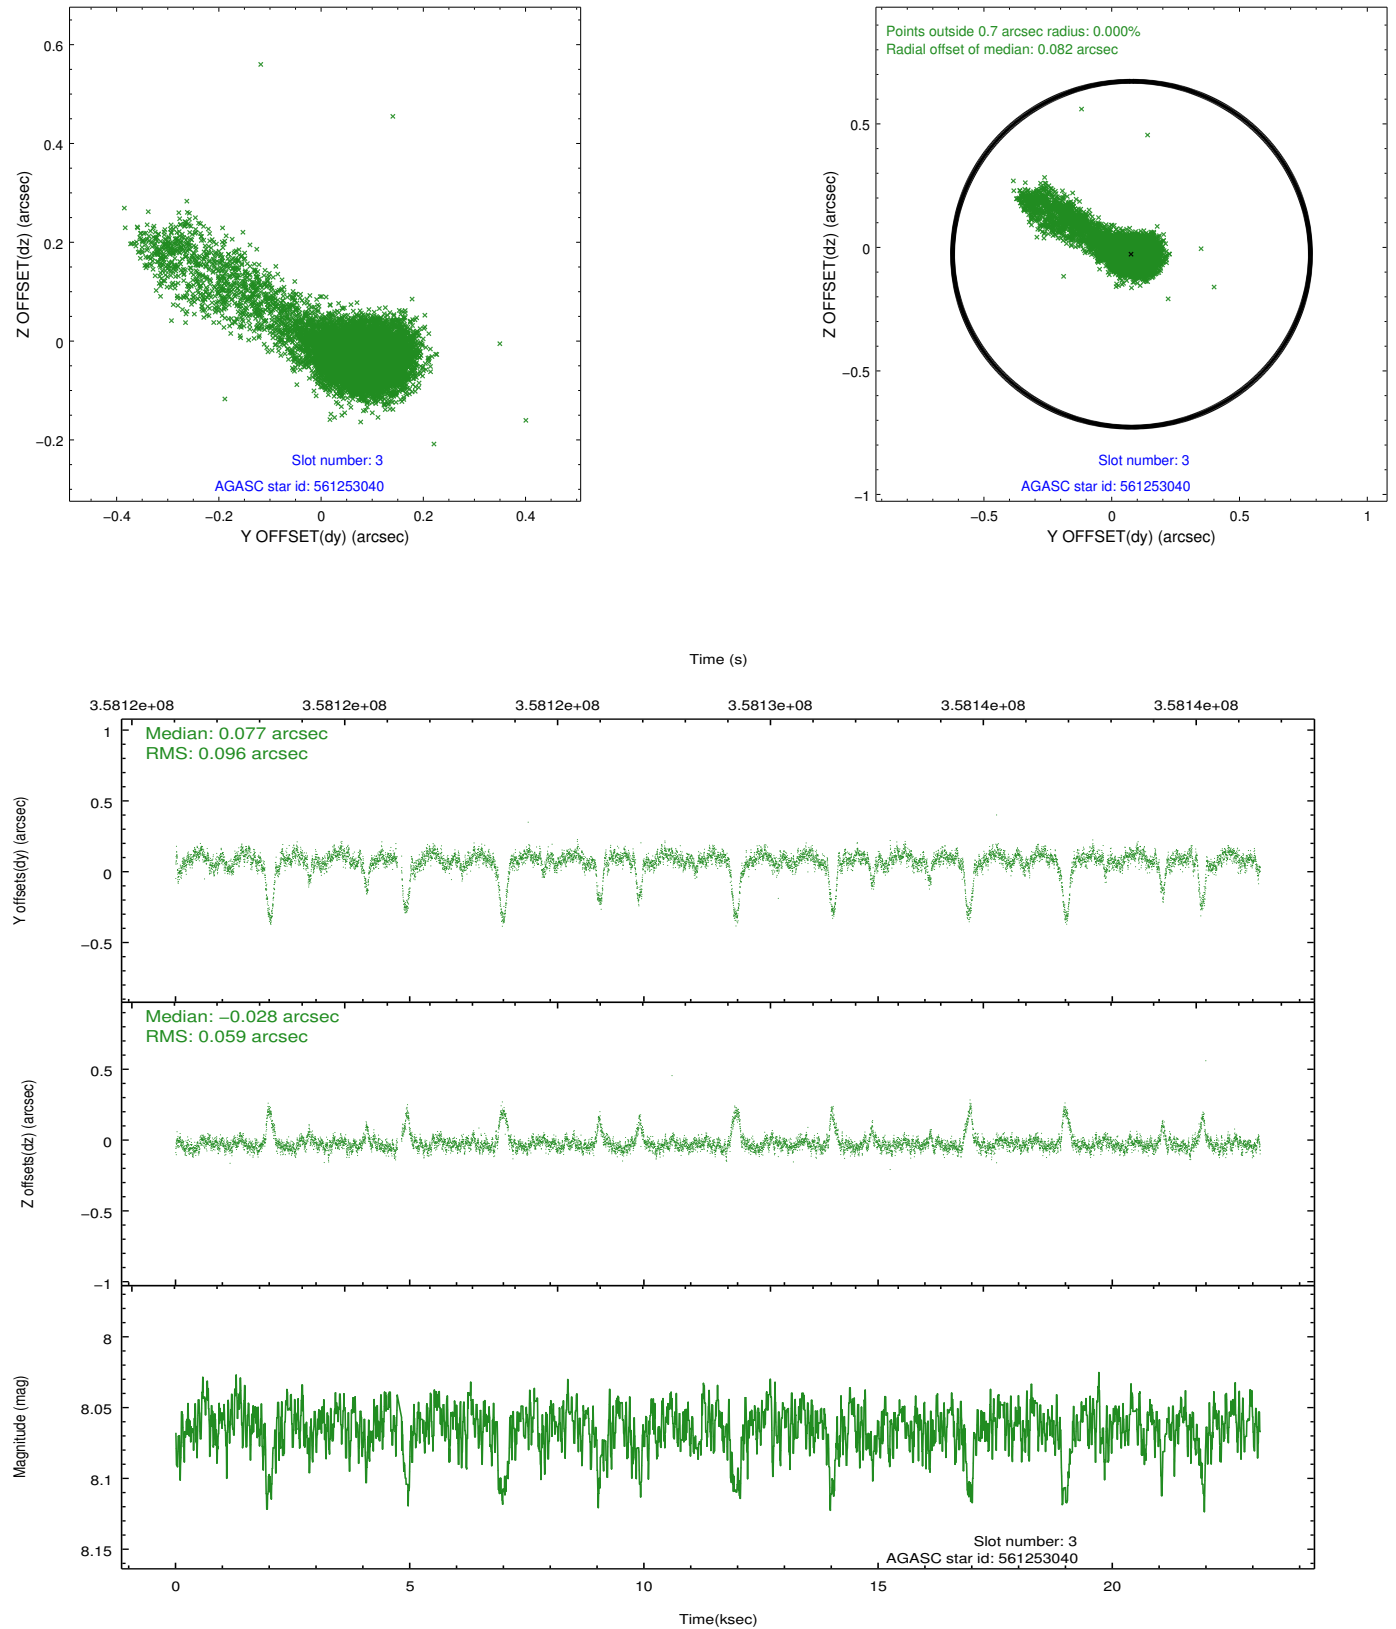 0.6
0.4
0.2
0
−0.2
Z OFFSET(dz) (arcsec)
Slot number: 3
AGASC star id: 561253040
−0.4
−0.2
0
0.2
0.4
Y OFFSET(dy) (arcsec)
Points outside 0.7 arcsec radius: 0.000%
Radial offset of median: 0.082 arcsec
0.5
0
−0.5
−1
Z OFFSET(dz) (arcsec)
Slot number: 3
AGASC star id: 561253040
−0.5
0
0.5
1
Y OFFSET(dy) (arcsec)
Time (s)
3.5812e+08
3.5812e+08
3.5812e+08
3.5813e+08
3.5814e+08
3.5814e+08
Median: 0.077 arcsec
RMS: 0.096 arcsec
1
0.5
0
−0.5
Y offsets(dy) (arcsec)
Median: −0.028 arcsec
RMS: 0.059 arcsec
0.5
0
−0.5
−1
Z offsets(dz) (arcsec)
8
8.05
8.1
8.15
Magnitude (mag)
Slot number: 3
AGASC star id: 561253040
0
5
10
15
20
Time(ksec)